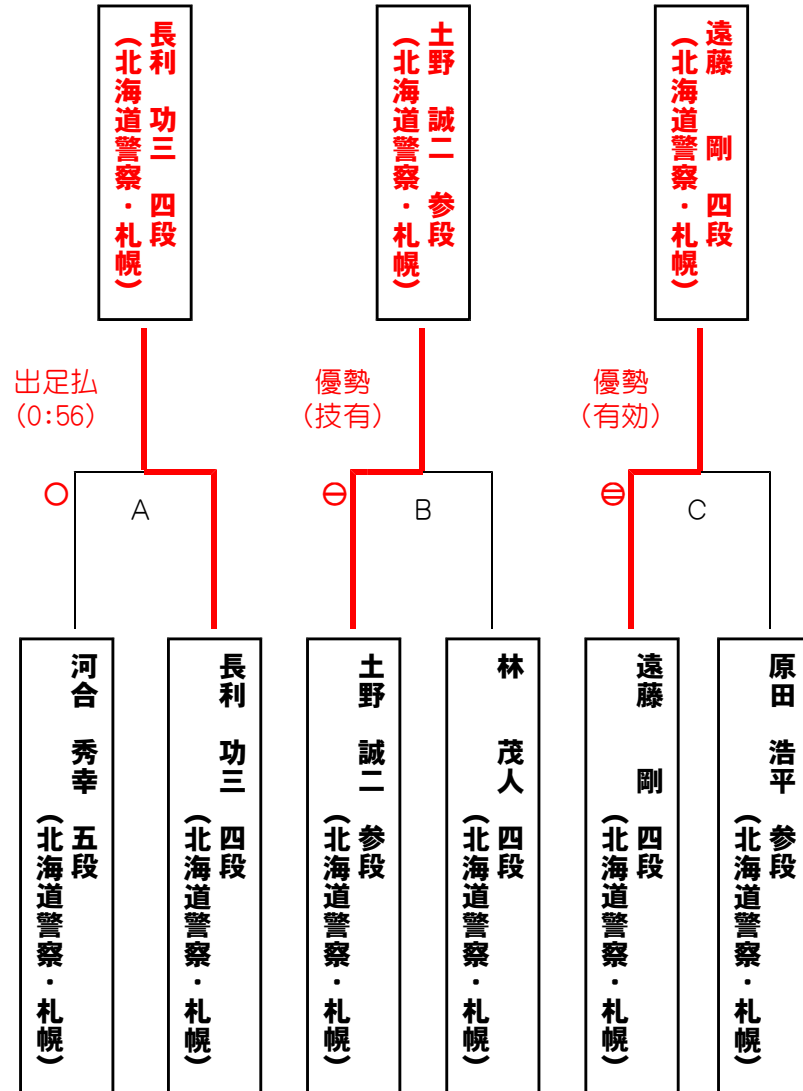 長利 功三 四段
(北海道警察・札幌)
土野 誠二 参段
(北海道警察・札幌)
遠藤 剛 四段
(北海道警察・札幌)
出足払
(0:56)
優勢
(技有)
優勢
(有効)
A
B
C
河合 秀幸 五段
(北海道警察・札幌)
長利 功三 四段
(北海道警察・札幌)
土野 誠二 参段
(北海道警察・札幌)
林 茂人 四段
(北海道警察・札幌)
遠藤 剛 四段
(北海道警察・札幌)
原田 浩平 参段
(北海道警察・札幌)